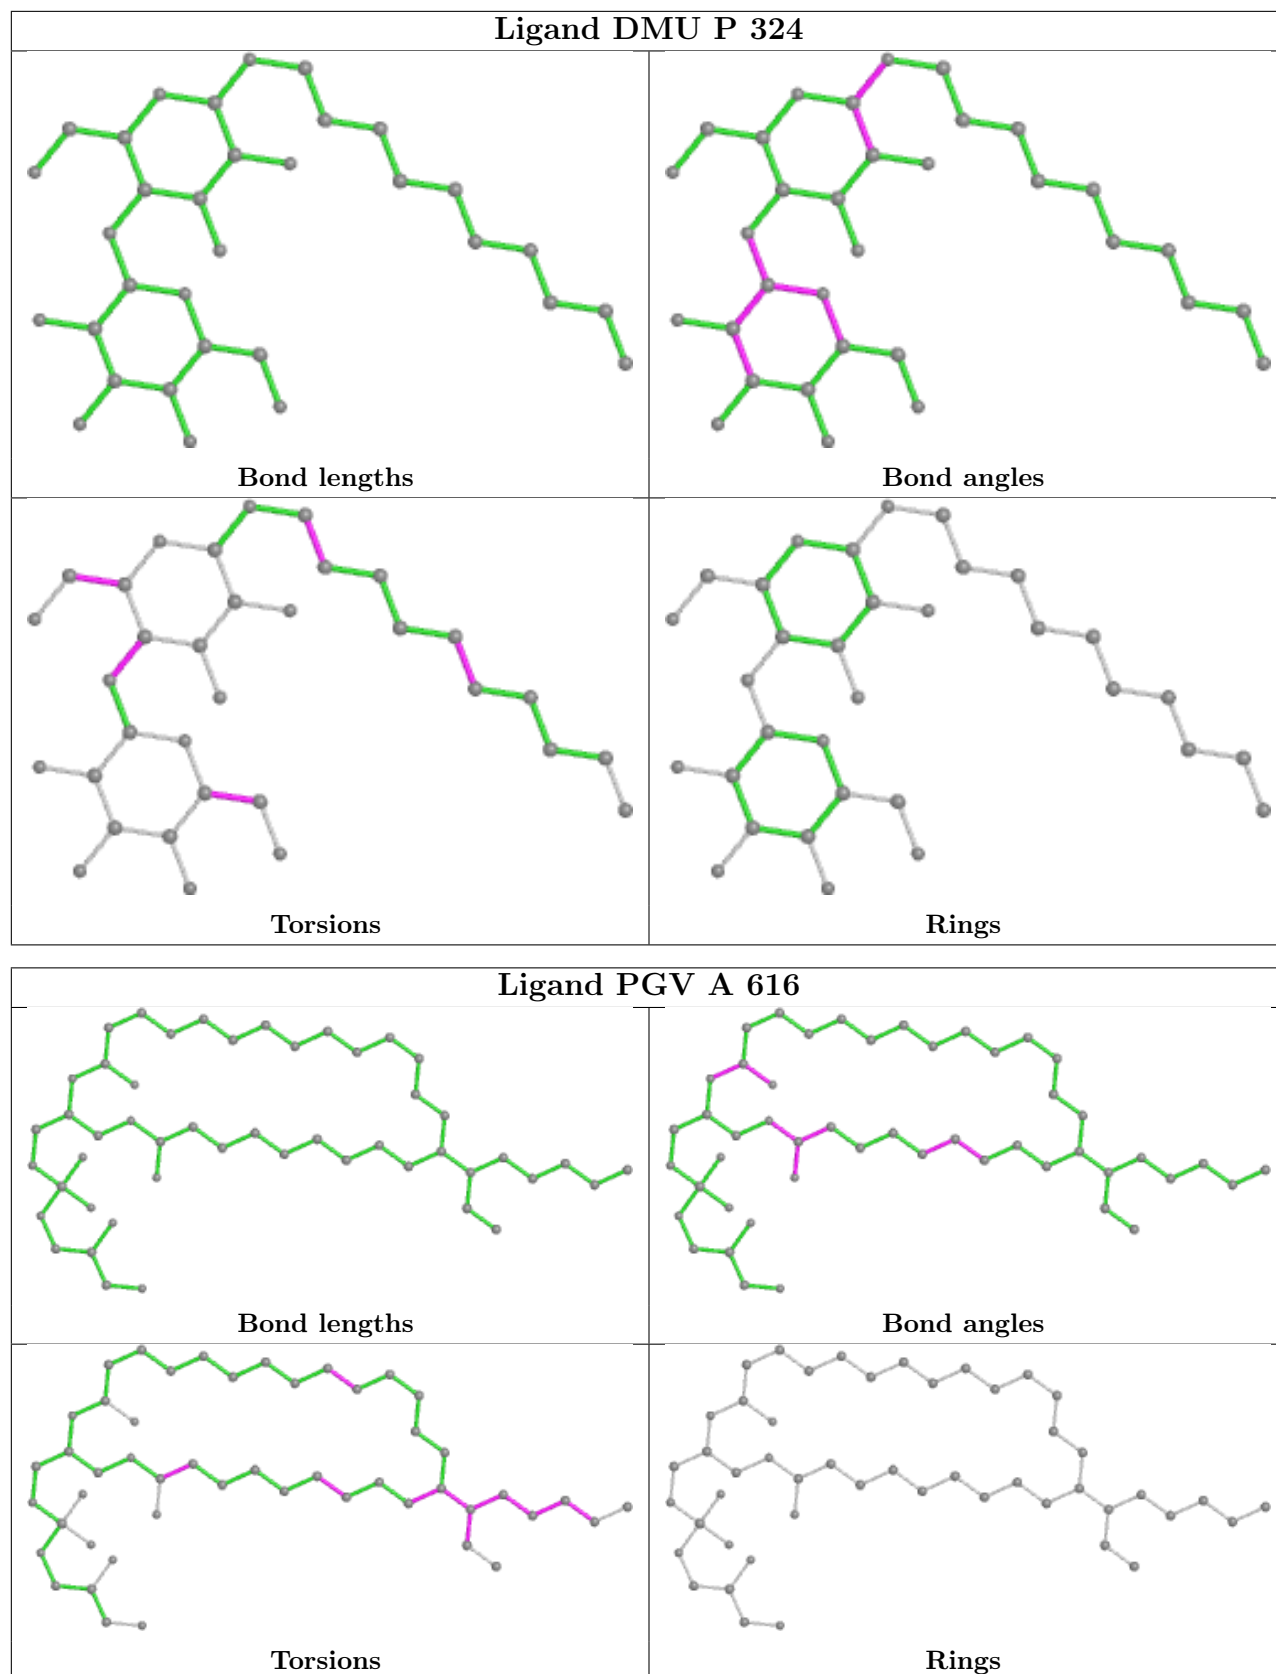 Ligand DMU P 324
Bond lengths
Bond angles
Torsions
Rings
Ligand PGV A 616
Bond lengths
Bond angles
Torsions
Rings